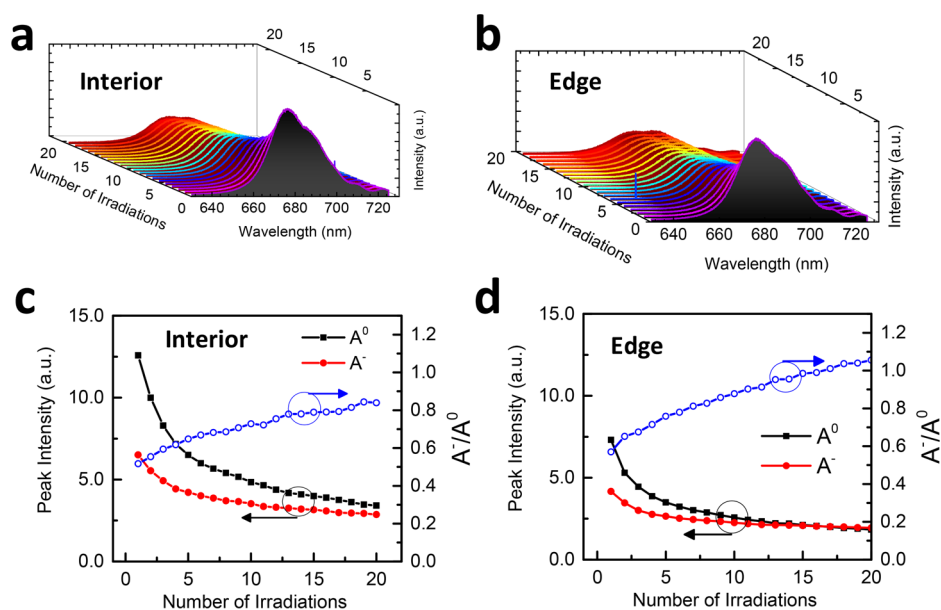 a
Interior
20
15
10
5
Intensity (a.u.)
20
15
10
5
0
Number of Irradiations
640
660
680
700
720
Wavelength (nm)
b
Edge
20
15
10
5
Intensity (a.u.)
20
15
10
5
0
Number of Irradiations
640
660
680
700
720
Wavelength (nm)
c
Interior
A⁰
A⁻
15.0
10.0
5.0
0.0
Peak Intensity (a.u.)
1.2
1.0
0.8
0.6
0.4
0.2
0.0
A⁻/A⁰
0
5
10
15
20
Number of Irradiations
d
Edge
A⁰
A⁻
15.0
10.0
5.0
0.0
Peak Intensity (a.u.)
1.2
1.0
0.8
0.6
0.4
0.2
0.0
A⁻/A⁰
0
5
10
15
20
Number of Irradiations